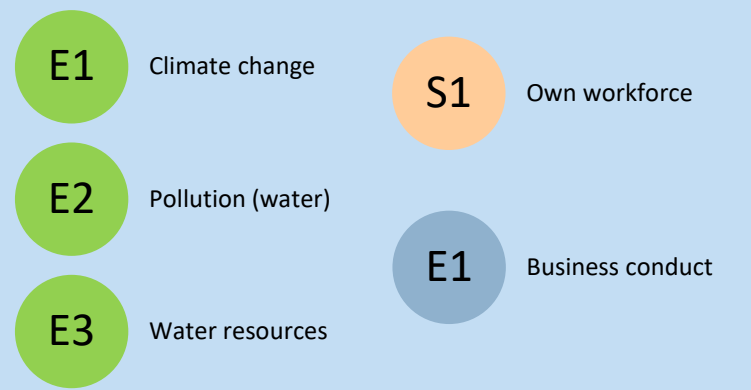 E1 Climate change
E2 Pollution (water)
E3 Water resources
S1 Own workforce
E1 Business conduct